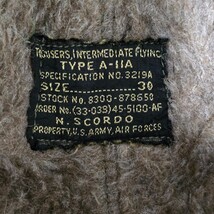 TROUSERS, INTERMEDIATE FLYING
TYPE A-11A
SPECIFICATION NO. 3219A
SIZE 30
STOCK No. 8300-878650
ORDER No. (33-038)45-5100-AF
N. SCORDO
PROPERTY, U.S. ARMY, AIR FORCES